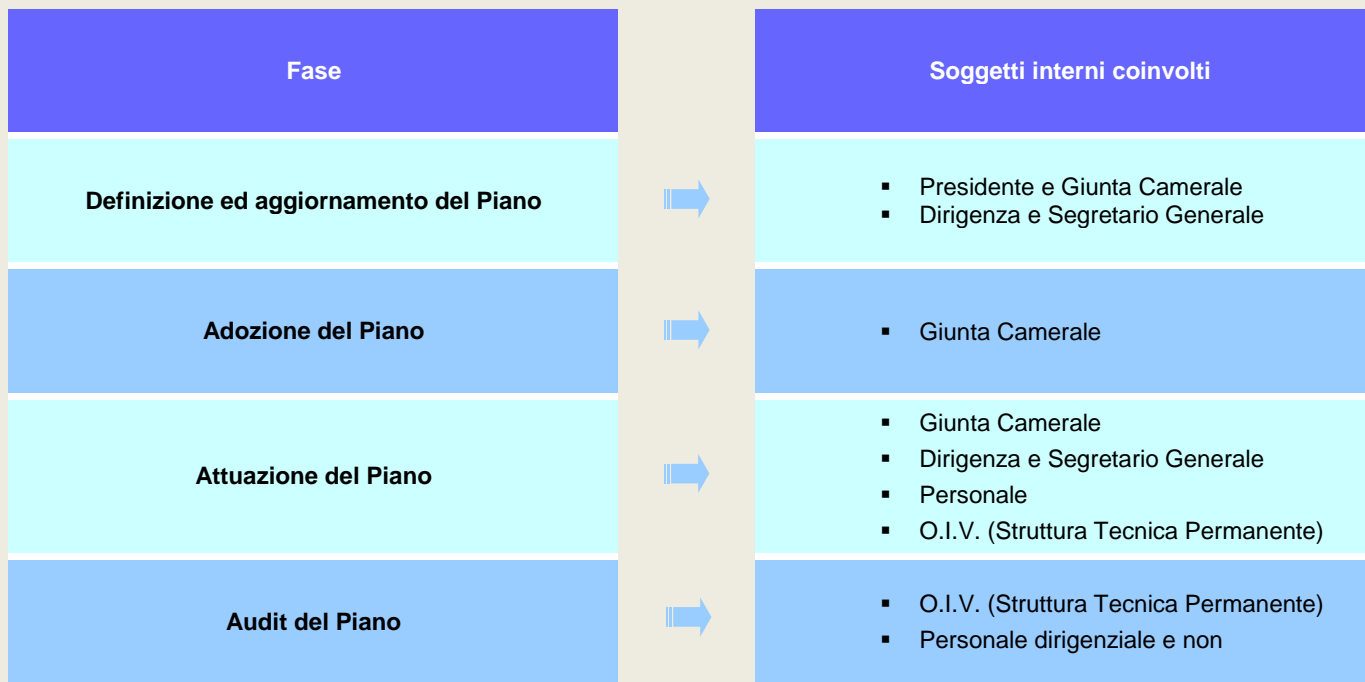 Fase
Soggetti interni coinvolti
Definizione ed aggiornamento del Piano
▪ Presidente e Giunta Camerale
▪ Dirigenza e Segretario Generale
Adozione del Piano
▪ Giunta Camerale
Attuazione del Piano
▪ Giunta Camerale
▪ Dirigenza e Segretario Generale
▪ Personale
▪ O.I.V. (Struttura Tecnica Permanente)
Audit del Piano
▪ O.I.V. (Struttura Tecnica Permanente)
▪ Personale dirigenziale e non